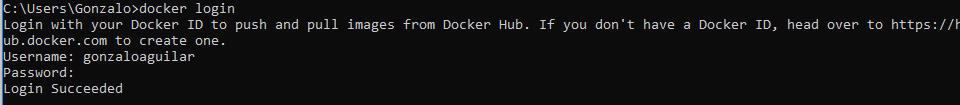 C:\Users\Gonzalo>docker login
Login with your Docker ID to push and pull images from Docker Hub. If you don't have a Docker ID, head over to https://h
ub.docker.com to create one.
Username: gonzaloaguilar
Password:
Login Succeeded